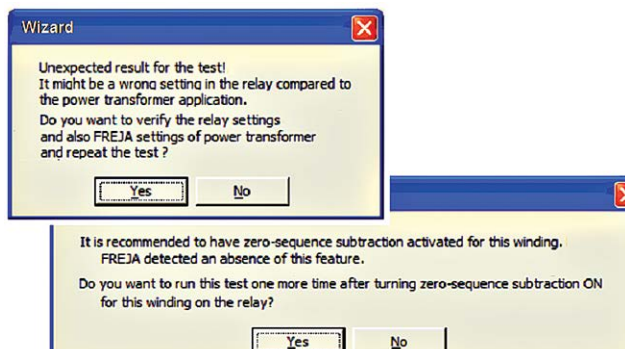 Wizard
Unexpected result for the test!
It might be a wrong setting in the relay compared to
the power transformer application.
Do you want to verify the relay settings
and also FREJA settings of power transformer
and repeat the test ?
Yes No
It is recommended to have zero-sequence subtraction activated for this winding.
FREJA detected an absence of this feature.
Do you want to run this test one more time after turning zero-sequence subtraction ON
for this winding on the relay?
Yes No